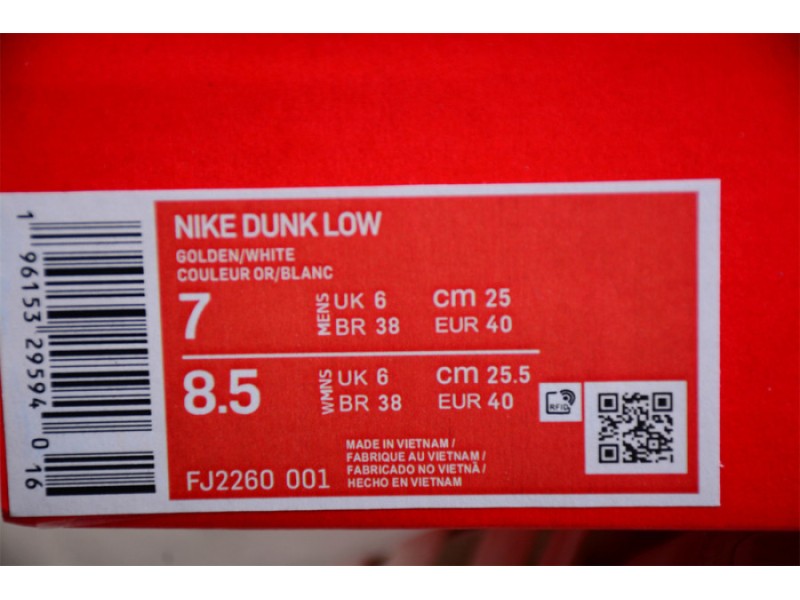 NIKE DUNK LOW
GOLDEN/WHITE
COULEUR OR/BLANC
7 MENS UK 6 cm 25
BR 38 EUR 40
8.5 WMNS UK 6 cm 25.5
BR 38 EUR 40
RFID
MADE IN VIETNAM /
FABRIQUE AU VIETNAM /
FABRICADO NO VIETNÃ /
HECHO EN VIETNAM
FJ2260 001
1 96153 29594 0 16